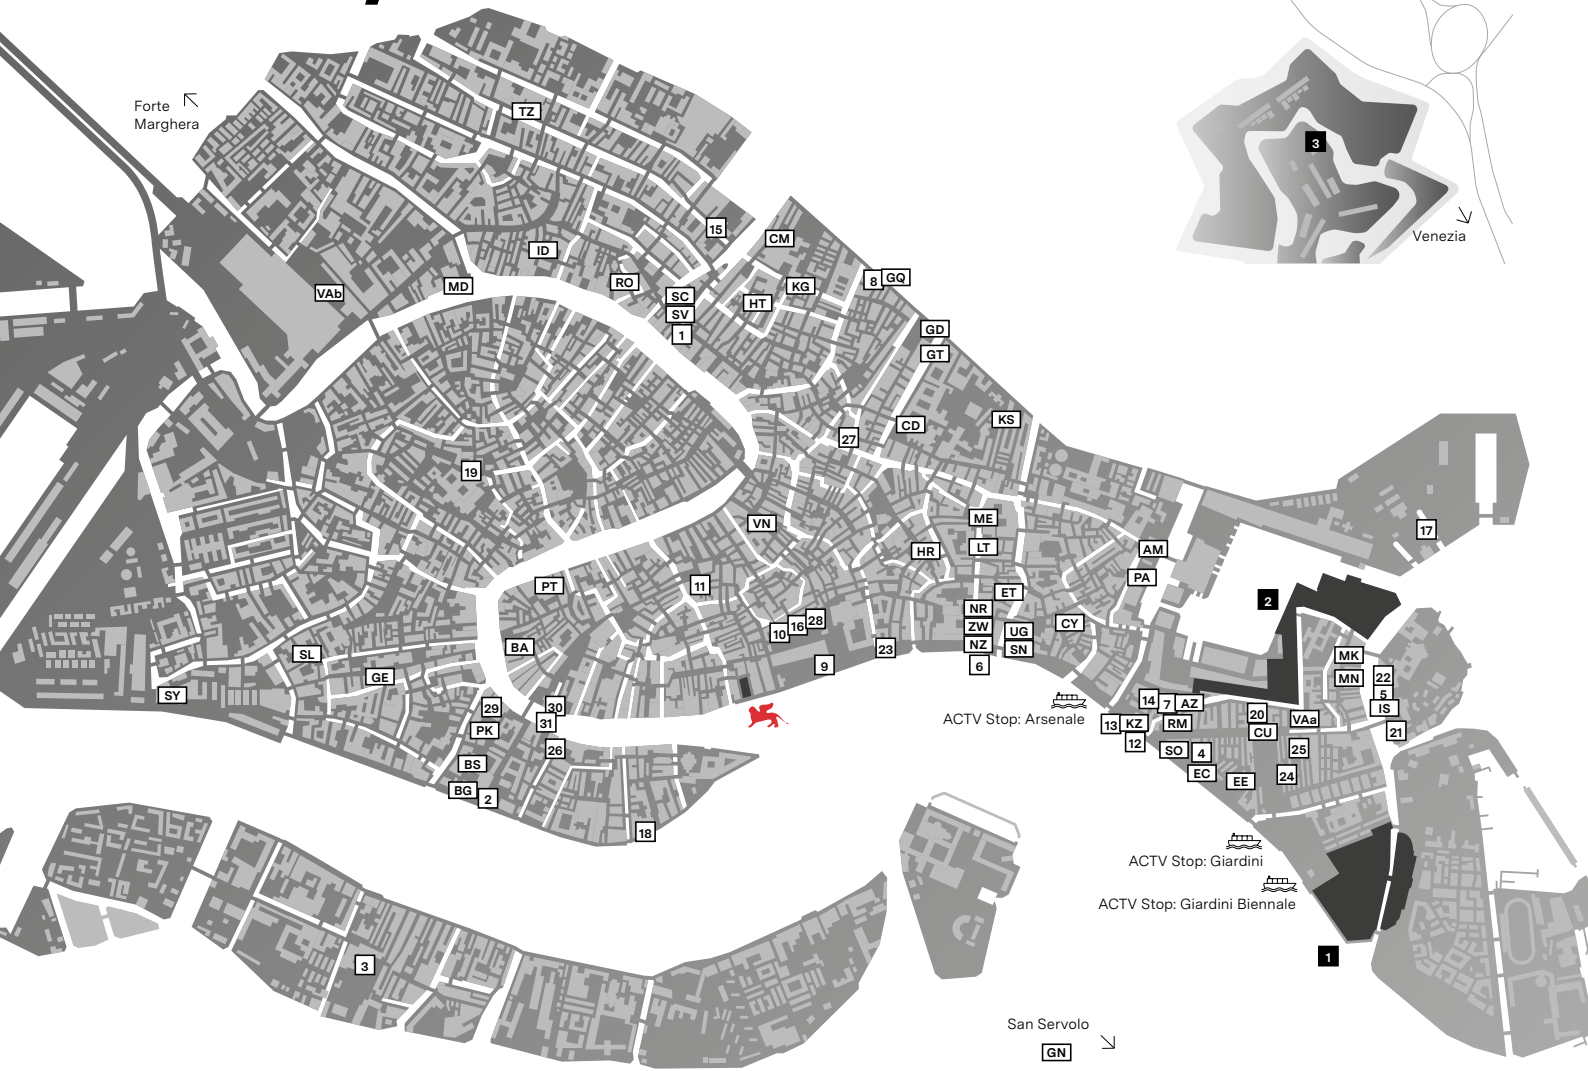 Forte
Marghera
TZ
3
Venezia
15
CM
ID
MD
VAb
RO
SC
SV
1
HT
KG
8
GQ
GD
GT
KS
CD
27
19
VN
ME
LT
HR
AM
PA
17
2
PT
11
ET
NR
ZW
NZ
6
UG
SN
CY
10
16
28
23
9
BA
SL
GE
SY
MK
MN
22
5
IS
21
ACTV Stop: Arsenale
14
7
AZ
13
KZ
RM
12
20
CU
VAa
SO
4
25
EC
EE
24
29
30
31
PK
26
BS
BG
2
18
ACTV Stop: Giardini
ACTV Stop: Giardini Biennale
1
3
San Servolo
GN